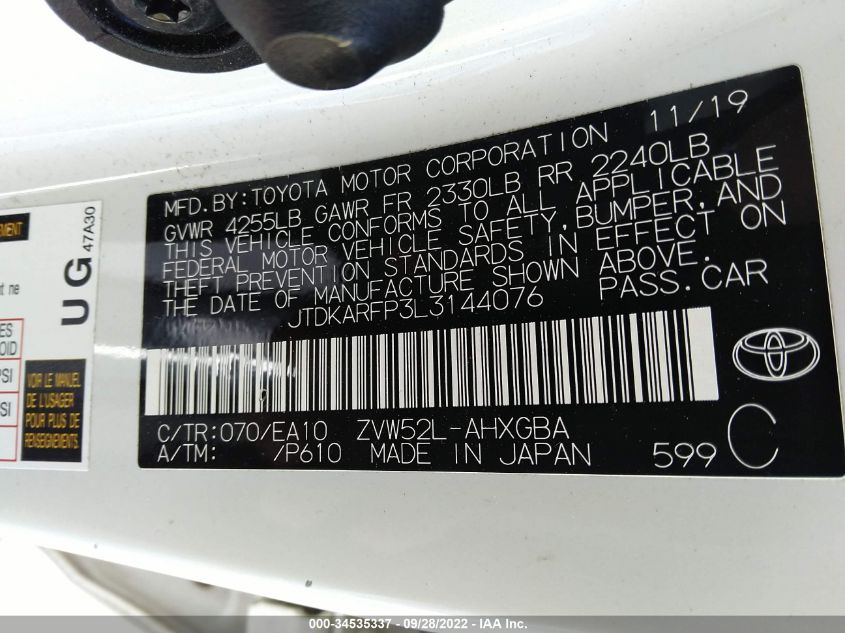 MFD.BY:TOYOTA MOTOR CORPORATION 11/19
GVWR 4255LB GAWR FR 2330LB RR 2240LB
THIS VEHICLE CONFORMS TO ALL APPLICABLE
FEDERAL MOTOR VEHICLE SAFETY,BUMPER,AND
THEFT PREVENTION STANDARDS IN EFFECT ON
THE DATE OF MANUFACTURE SHOWN ABOVE.
JTDKARFP3L3144076 PASS.CAR
C/TR:070/EA10 ZVW52L-AHXGBA
A/TM: /P610 MADE IN JAPAN 599 C
UG 47A30
ne
VOIR LE MANUEL
DE L'USAGER
POUR PLUS DE
RENSEIGNEMENTS
000-34535337 - 09/28/2022 - IAA Inc.